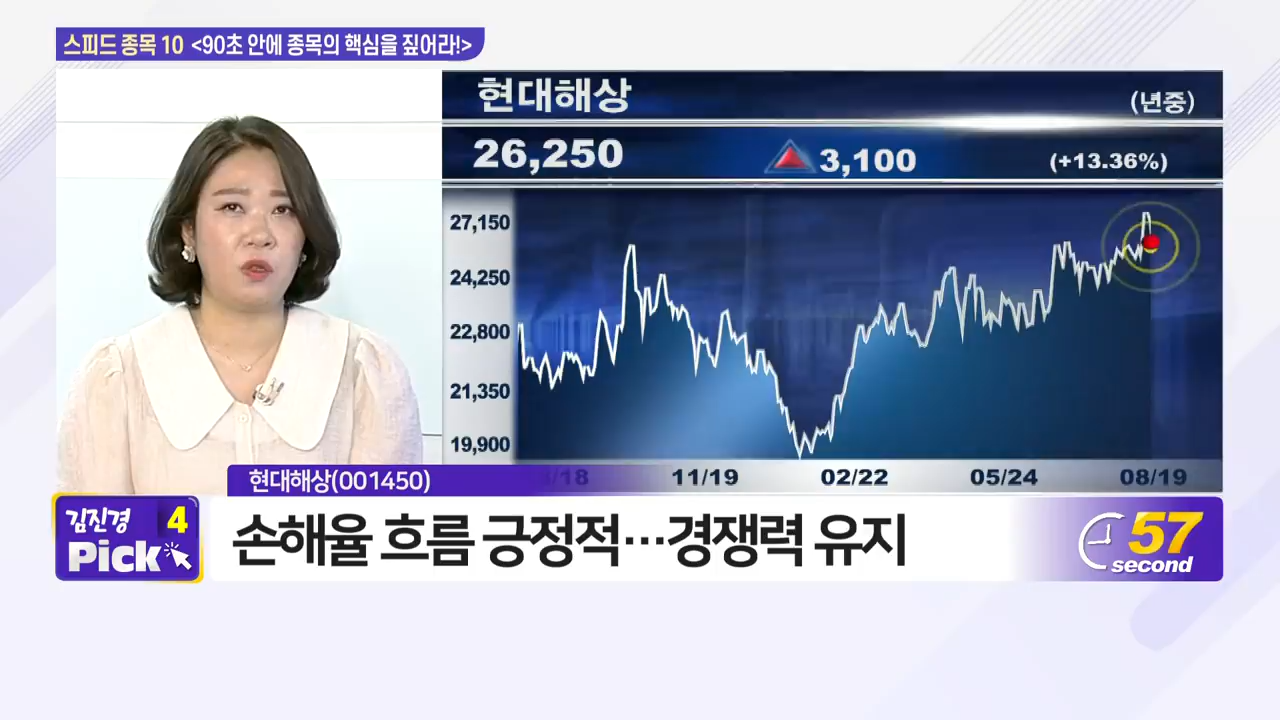 스피드 종목 10 <90초 안에 종목의 핵심을 짚어라!>
현대해상
(년중)
26,250
▲ 3,100
(+13.36%)
27,150
24,250
22,800
21,350
19,900
/18
11/19
02/22
05/24
08/19
현대해상(001450)
김진경 4
Pick
손해율 흐름 긍정적…경쟁력 유지
57
second